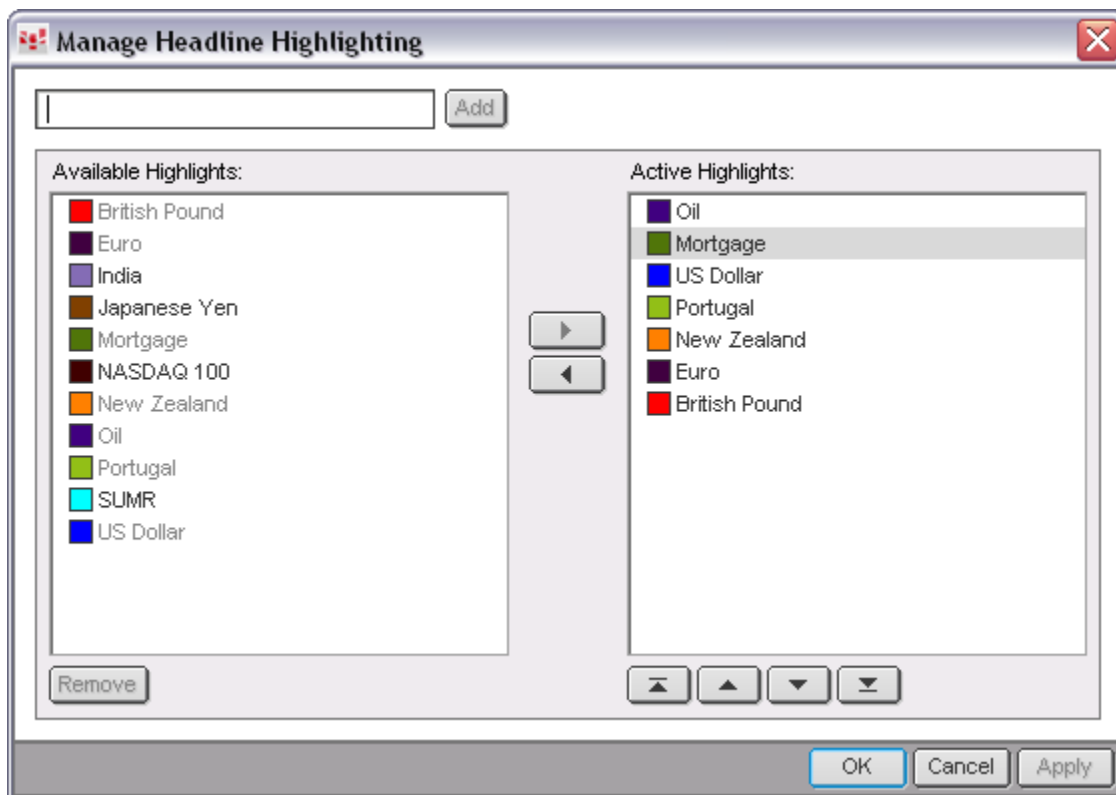 Manage Headline Highlighting
Add
Available Highlights:
British Pound
Euro
India
Japanese Yen
Mortgage
NASDAQ 100
New Zealand
Oil
Portugal
SUMR
US Dollar
Remove
Active Highlights:
Oil
Mortgage
US Dollar
Portugal
New Zealand
Euro
British Pound
OK
Cancel
Apply